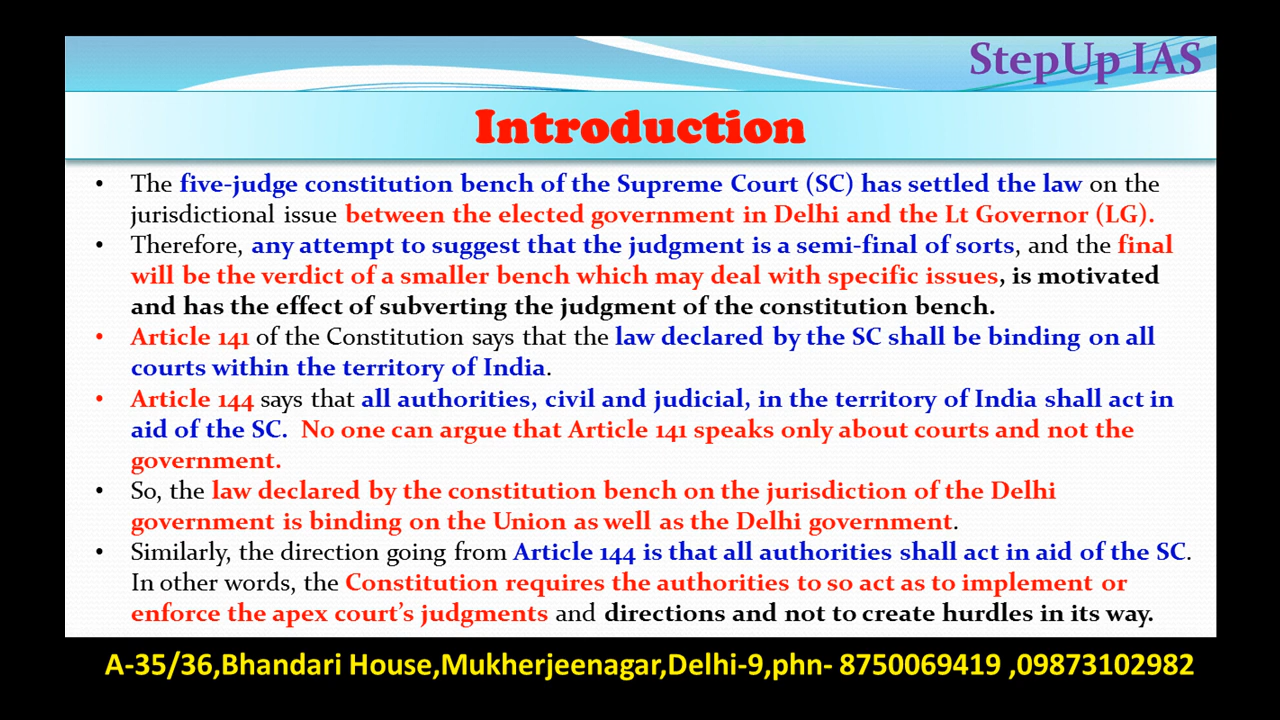 StepUp IAS
Introduction
• The five-judge constitution bench of the Supreme Court (SC) has settled the law on the
jurisdictional issue between the elected government in Delhi and the Lt Governor (LG).
• Therefore, any attempt to suggest that the judgment is a semi-final of sorts, and the final
will be the verdict of a smaller bench which may deal with specific issues, is motivated
and has the effect of subverting the judgment of the constitution bench.
• Article 141 of the Constitution says that the law declared by the SC shall be binding on all
courts within the territory of India.
• Article 144 says that all authorities, civil and judicial, in the territory of India shall act in
aid of the SC. No one can argue that Article 141 speaks only about courts and not the
government.
• So, the law declared by the constitution bench on the jurisdiction of the Delhi
government is binding on the Union as well as the Delhi government.
• Similarly, the direction going from Article 144 is that all authorities shall act in aid of the SC.
In other words, the Constitution requires the authorities to so act as to implement or
enforce the apex court's judgments and directions and not to create hurdles in its way.
A-35/36,Bhandari House,Mukherjeenagar,Delhi-9,phn- 8750069419 ,09873102982